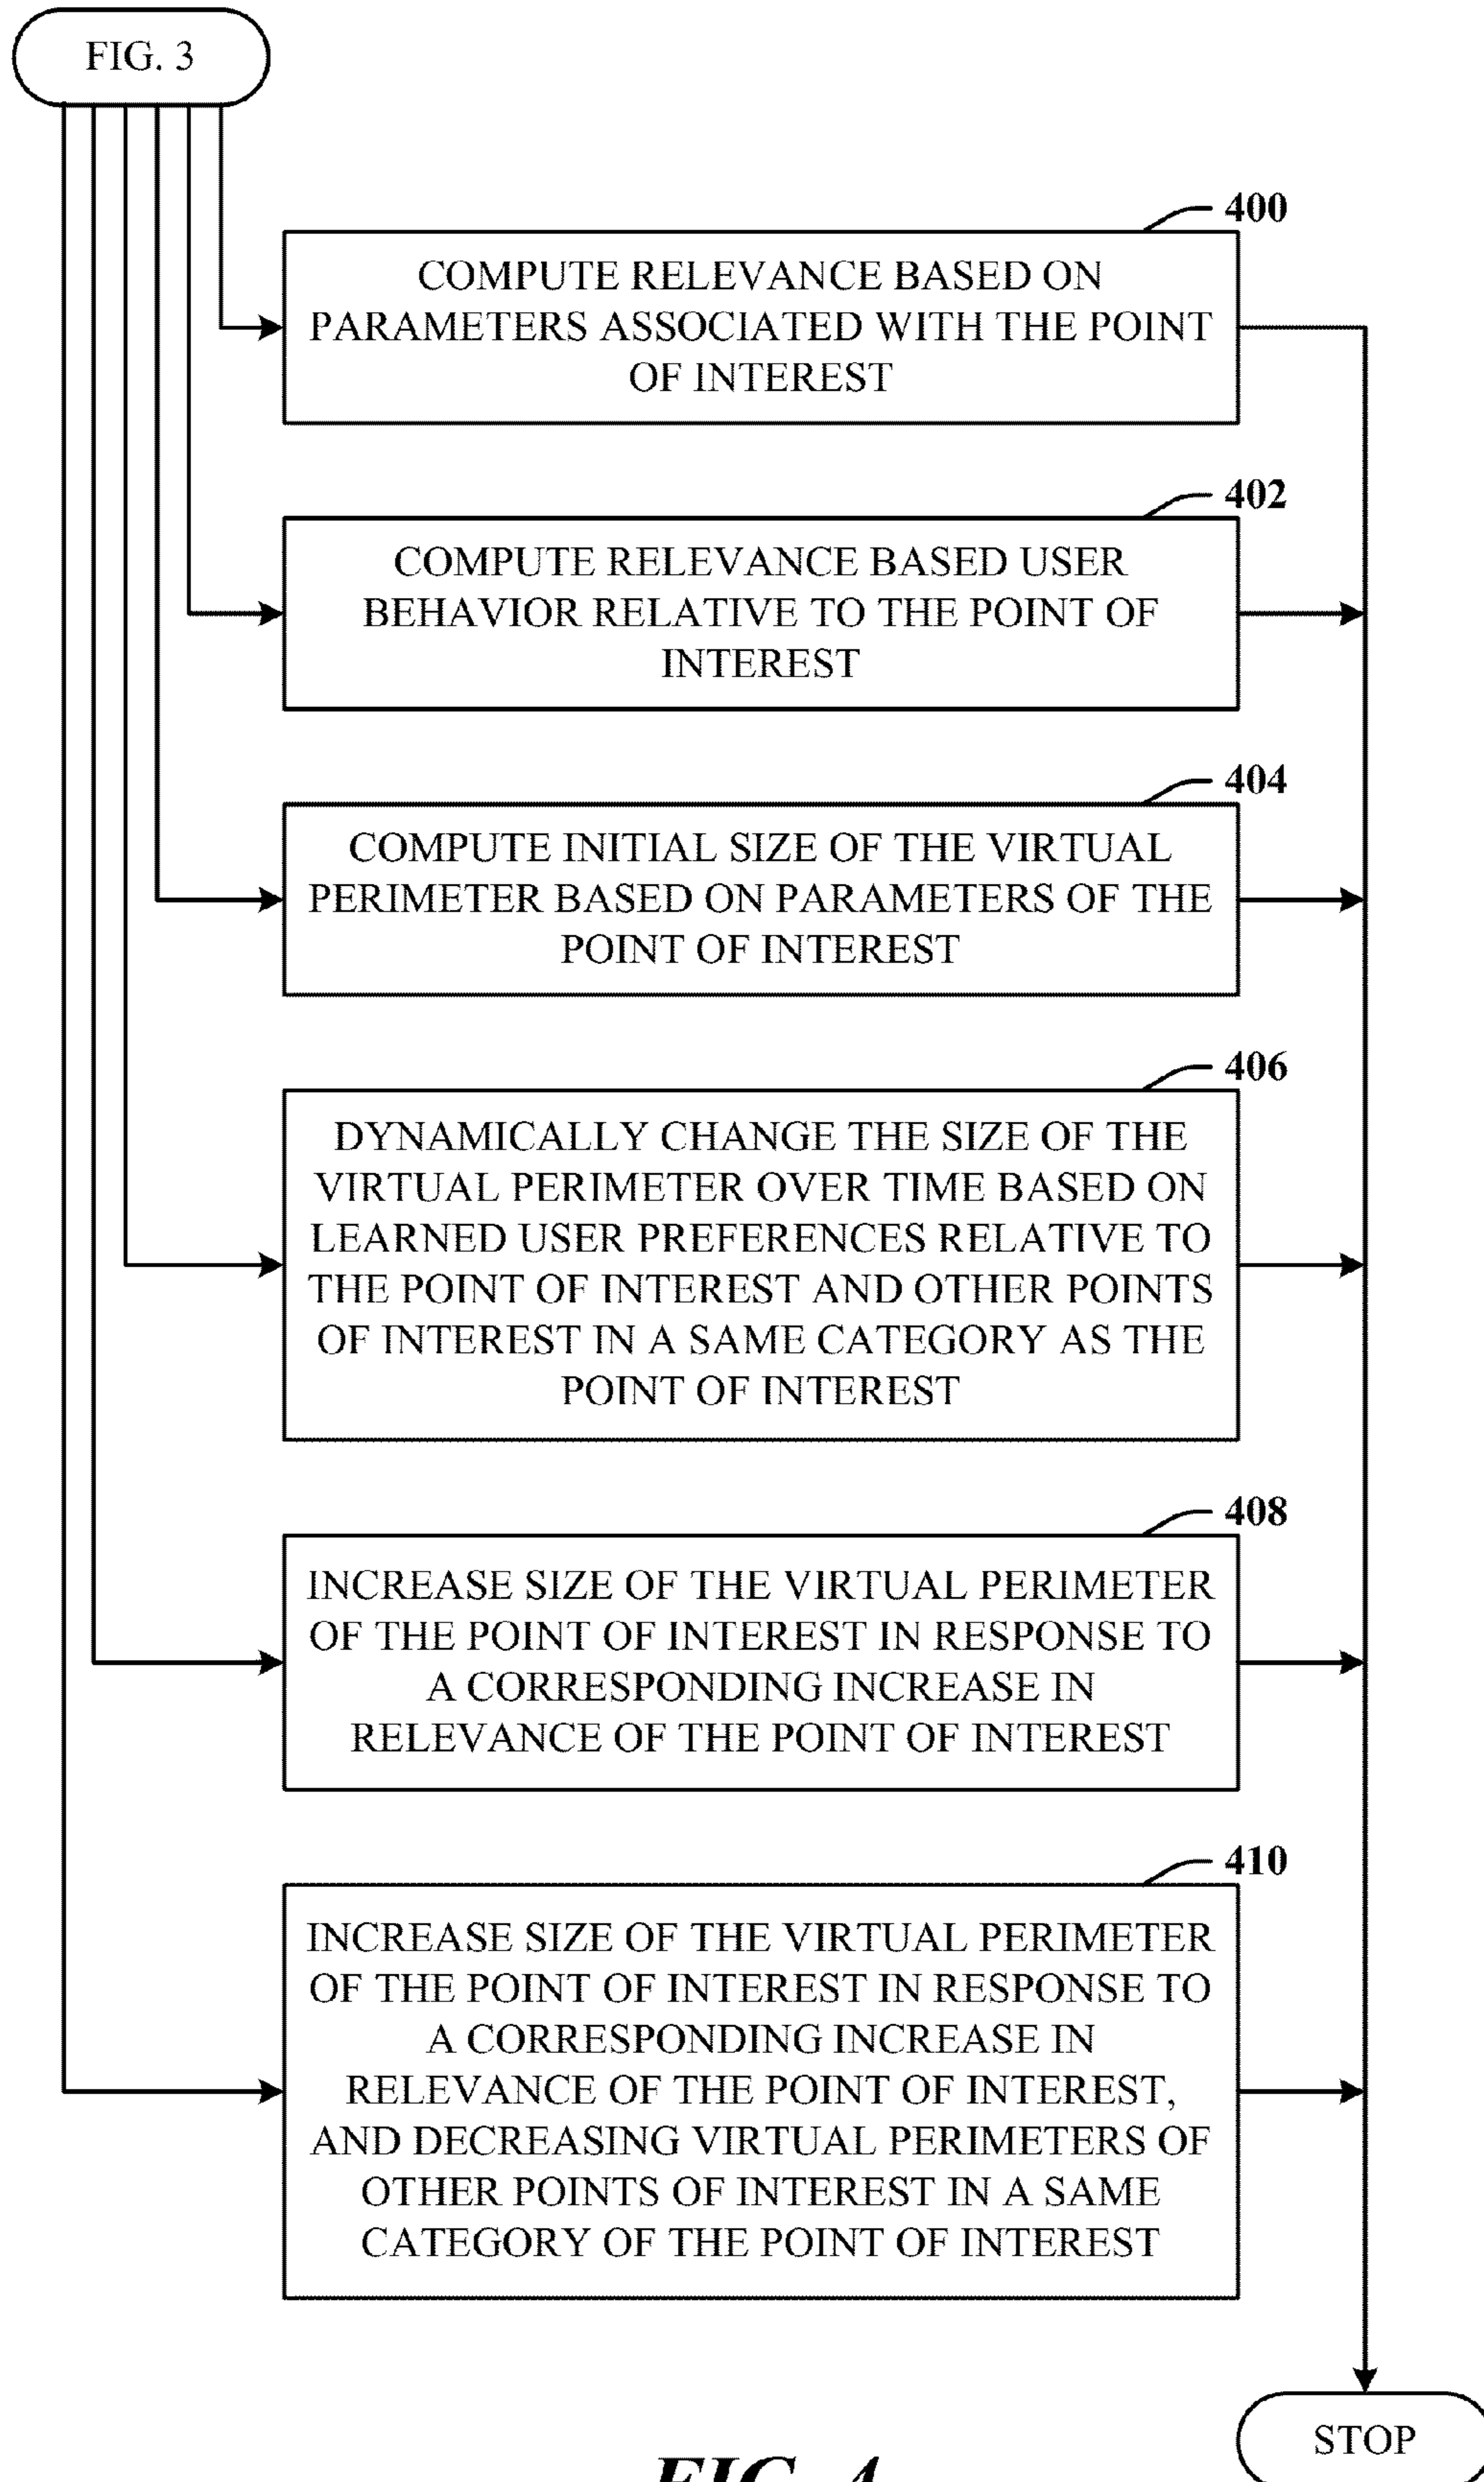 FIG. 3
400
COMPUTE RELEVANCE BASED ON
PARAMETERS ASSOCIATED WITH THE POINT
OF INTEREST
402
COMPUTE RELEVANCE BASED USER
BEHAVIOR RELATIVE TO THE POINT OF
INTEREST
404
COMPUTE INITIAL SIZE OF THE VIRTUAL
PERIMETER BASED ON PARAMETERS OF THE
POINT OF INTEREST
406
DYNAMICALLY CHANGE THE SIZE OF THE
VIRTUAL PERIMETER OVER TIME BASED ON
LEARNED USER PREFERENCES RELATIVE TO
THE POINT OF INTEREST AND OTHER POINTS
OF INTEREST IN A SAME CATEGORY AS THE
POINT OF INTEREST
408
INCREASE SIZE OF THE VIRTUAL PERIMETER
OF THE POINT OF INTEREST IN RESPONSE TO
A CORRESPONDING INCREASE IN
RELEVANCE OF THE POINT OF INTEREST
410
INCREASE SIZE OF THE VIRTUAL PERIMETER
OF THE POINT OF INTEREST IN RESPONSE TO
A CORRESPONDING INCREASE IN
RELEVANCE OF THE POINT OF INTEREST,
AND DECREASING VIRTUAL PERIMETERS OF
OTHER POINTS OF INTEREST IN A SAME
CATEGORY OF THE POINT OF INTEREST
STOP
FIG. 4